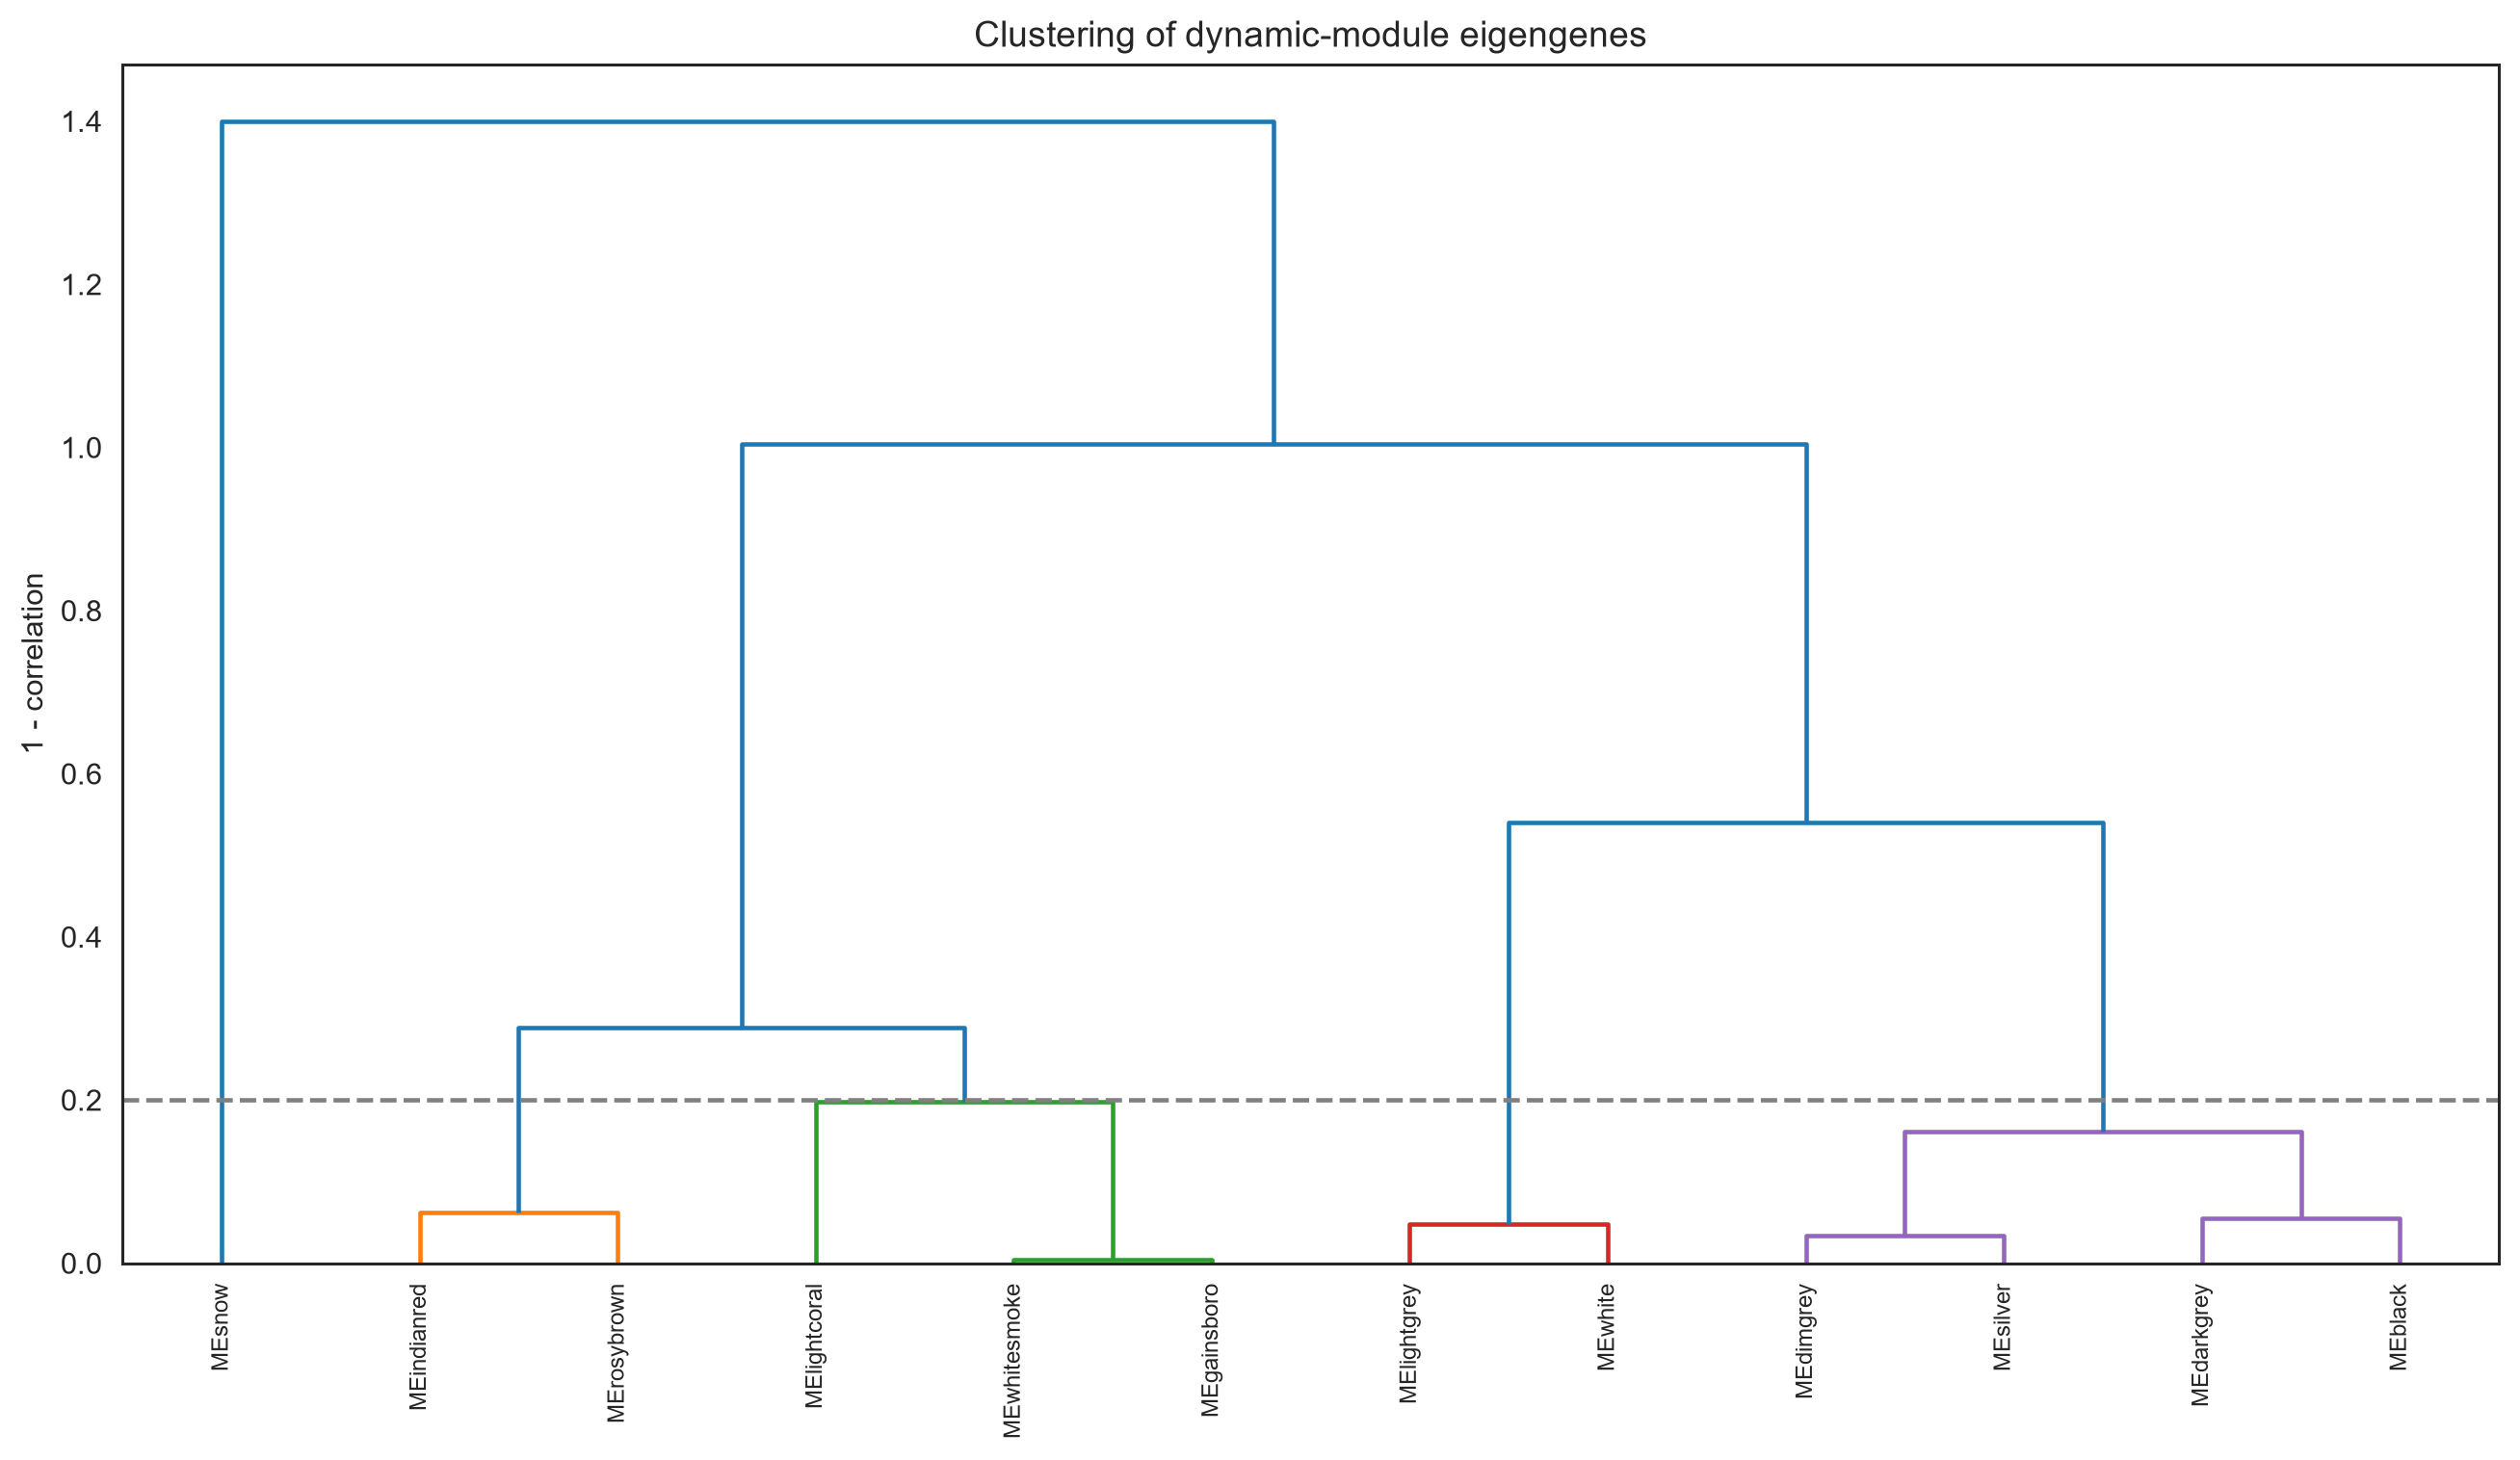 Clustering of dynamic-module eigengenes
1 - correlation
1.4
1.2
1.0
0.8
0.6
0.4
0.2
0.0
MEsnow
MEindianred
MErosybrown
MElightcoral
MEwhitesmoke
MEgainsboro
MElightgrey
MEwhite
MEdimgrey
MEsilver
MEdarkgrey
MEblack